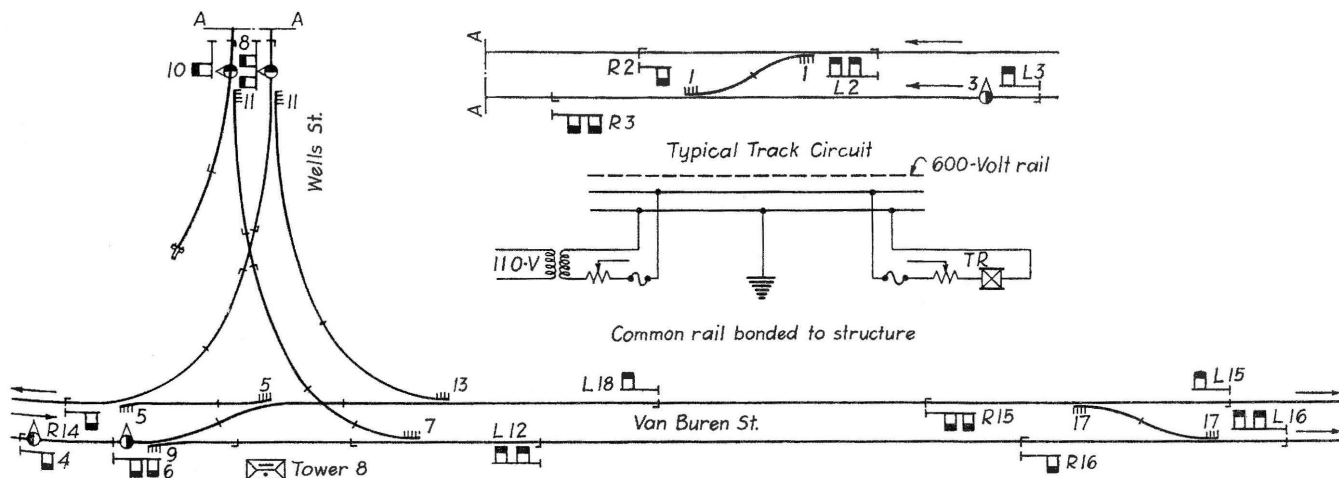 A A
10 8
11 11
Wells St.
A
A
R2 1 1 L2 3 L3
R3
Typical Track Circuit
600-Volt rail
110-V TR
Common rail bonded to structure
5 13 L18 L15
5 R15 L16
R14 7 Van Buren St. 17 17
L12
4 6 9 Tower 8 R16